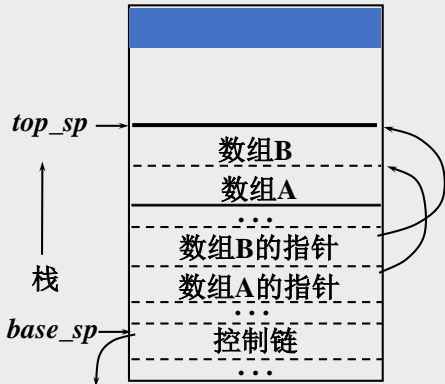 top_sp
数组B
数组A
...
数组B的指针
栈
数组A的指针
...
base_sp
控制链
...